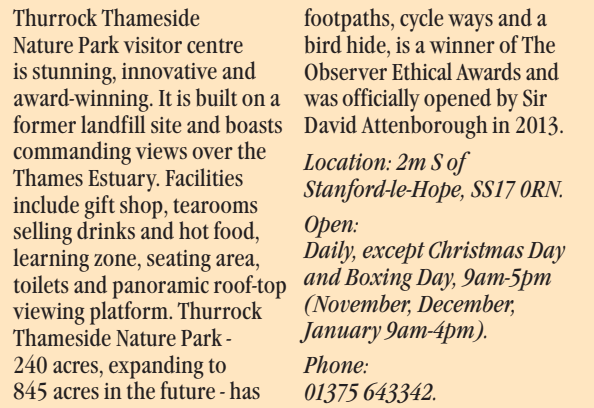 Thurrock Thameside
Nature Park visitor centre
is stunning, innovative and
award-winning. It is built on a
former landfill site and boasts
commanding views over the
Thames Estuary. Facilities
include gift shop, tearooms
selling drinks and hot food,
learning zone, seating area,
toilets and panoramic roof-top
viewing platform. Thurrock
Thameside Nature Park -
240 acres, expanding to
845 acres in the future - has
footpaths, cycle ways and a
bird hide, is a winner of The
Observer Ethical Awards and
was officially opened by Sir
David Attenborough in 2013.
Location: 2m S of
Stanford-le-Hope, SS17 0RN.
Open:
Daily, except Christmas Day
and Boxing Day, 9am-5pm
(November, December,
January 9am-4pm).
Phone:
01375 643342.